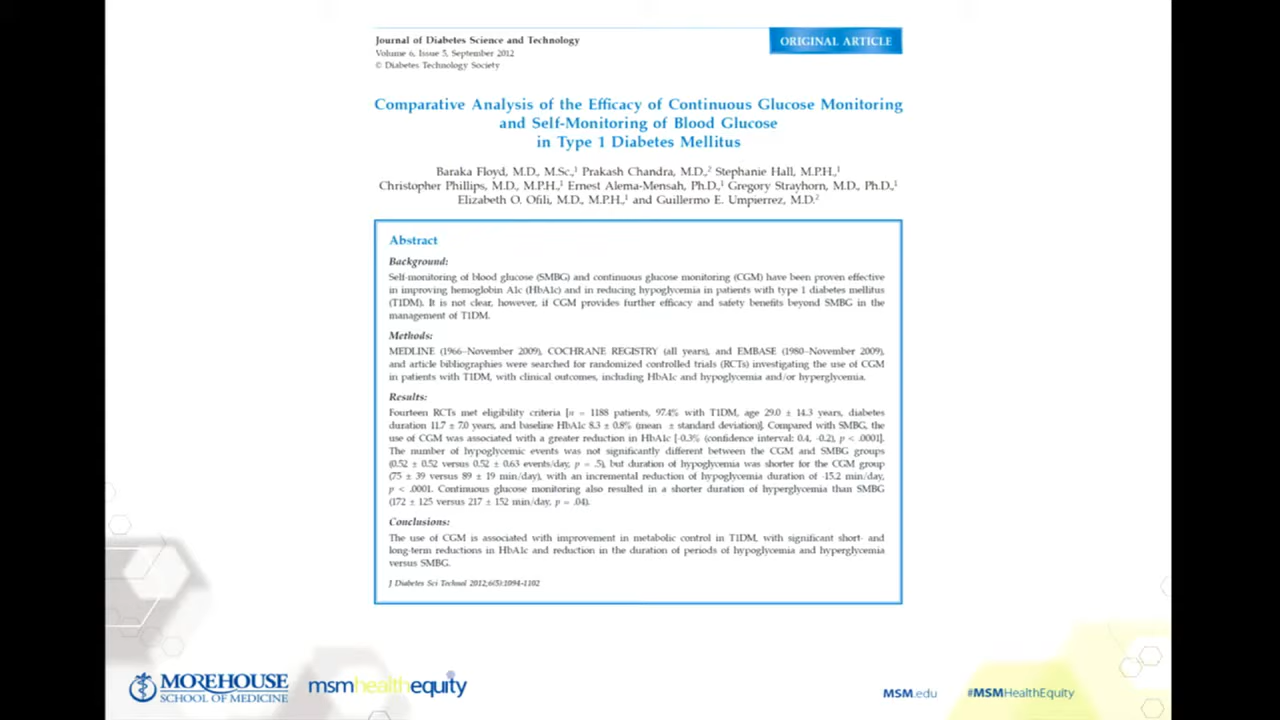 Journal of Diabetes Science and Technology
Volume 6, Issue 5, September 2012
© Diabetes Technology Society
ORIGINAL ARTICLE
Comparative Analysis of the Efficacy of Continuous Glucose Monitoring
and Self-Monitoring of Blood Glucose
in Type 1 Diabetes Mellitus
Baraka Floyd, M.D., M.Sc.,¹ Prakash Chandra, M.D.,² Stephanie Hall, M.P.H.,¹
Christopher Phillips, M.D., M.P.H.,¹ Ernest Alema-Mensah, Ph.D.,¹ Gregory Strayhorn, M.D., Ph.D.,¹
Elizabeth O. Ofili, M.D., M.P.H.,¹ and Guillermo E. Umpierrez, M.D.²
Abstract
Background:
Self-monitoring of blood glucose (SMBG) and continuous glucose monitoring (CGM) have been proven effective
in improving hemoglobin A1c (HbA1c) and in reducing hypoglycemia in patients with type 1 diabetes mellitus
(T1DM). It is not clear, however, if CGM provides further efficacy and safety benefits beyond SMBG in the
management of T1DM.
Methods:
MEDLINE (1966–November 2009), COCHRANE REGISTRY (all years), and EMBASE (1980–November 2009),
and article bibliographies were searched for randomized controlled trials (RCTs) investigating the use of CGM
in patients with T1DM, with clinical outcomes, including HbA1c and hypoglycemia and/or hyperglycemia.
Results:
Fourteen RCTs met eligibility criteria [n = 1188 patients, 97.4% with T1DM, age 29.0 ± 14.3 years, diabetes
duration 11.7 ± 7.0 years, and baseline HbA1c 8.3 ± 0.8% (mean ± standard deviation)]. Compared with SMBG, the
use of CGM was associated with a greater reduction in HbA1c [-0.3% (confidence interval: 0.4, -0.2), p < .0001].
The number of hypoglycemic events was not significantly different between the CGM and SMBG groups
(0.52 ± 0.52 versus 0.52 ± 0.63 events/day, p = .5), but duration of hypoglycemia was shorter for the CGM group
(75 ± 39 versus 89 ± 19 min/day), with an incremental reduction of hypoglycemia duration of -15.2 min/day,
p < .0001. Continuous glucose monitoring also resulted in a shorter duration of hyperglycemia than SMBG
(172 ± 125 versus 217 ± 152 min/day, p = .04).
Conclusions:
The use of CGM is associated with improvement in metabolic control in T1DM, with significant short- and
long-term reductions in HbA1c and reduction in the duration of periods of hypoglycemia and hyperglycemia
versus SMBG.
J Diabetes Sci Technol 2012;6(5):1094-1102
MOREHOUSE
SCHOOL OF MEDICINE
msmhealthequity
MSM.edu
#MSMHealthEquity